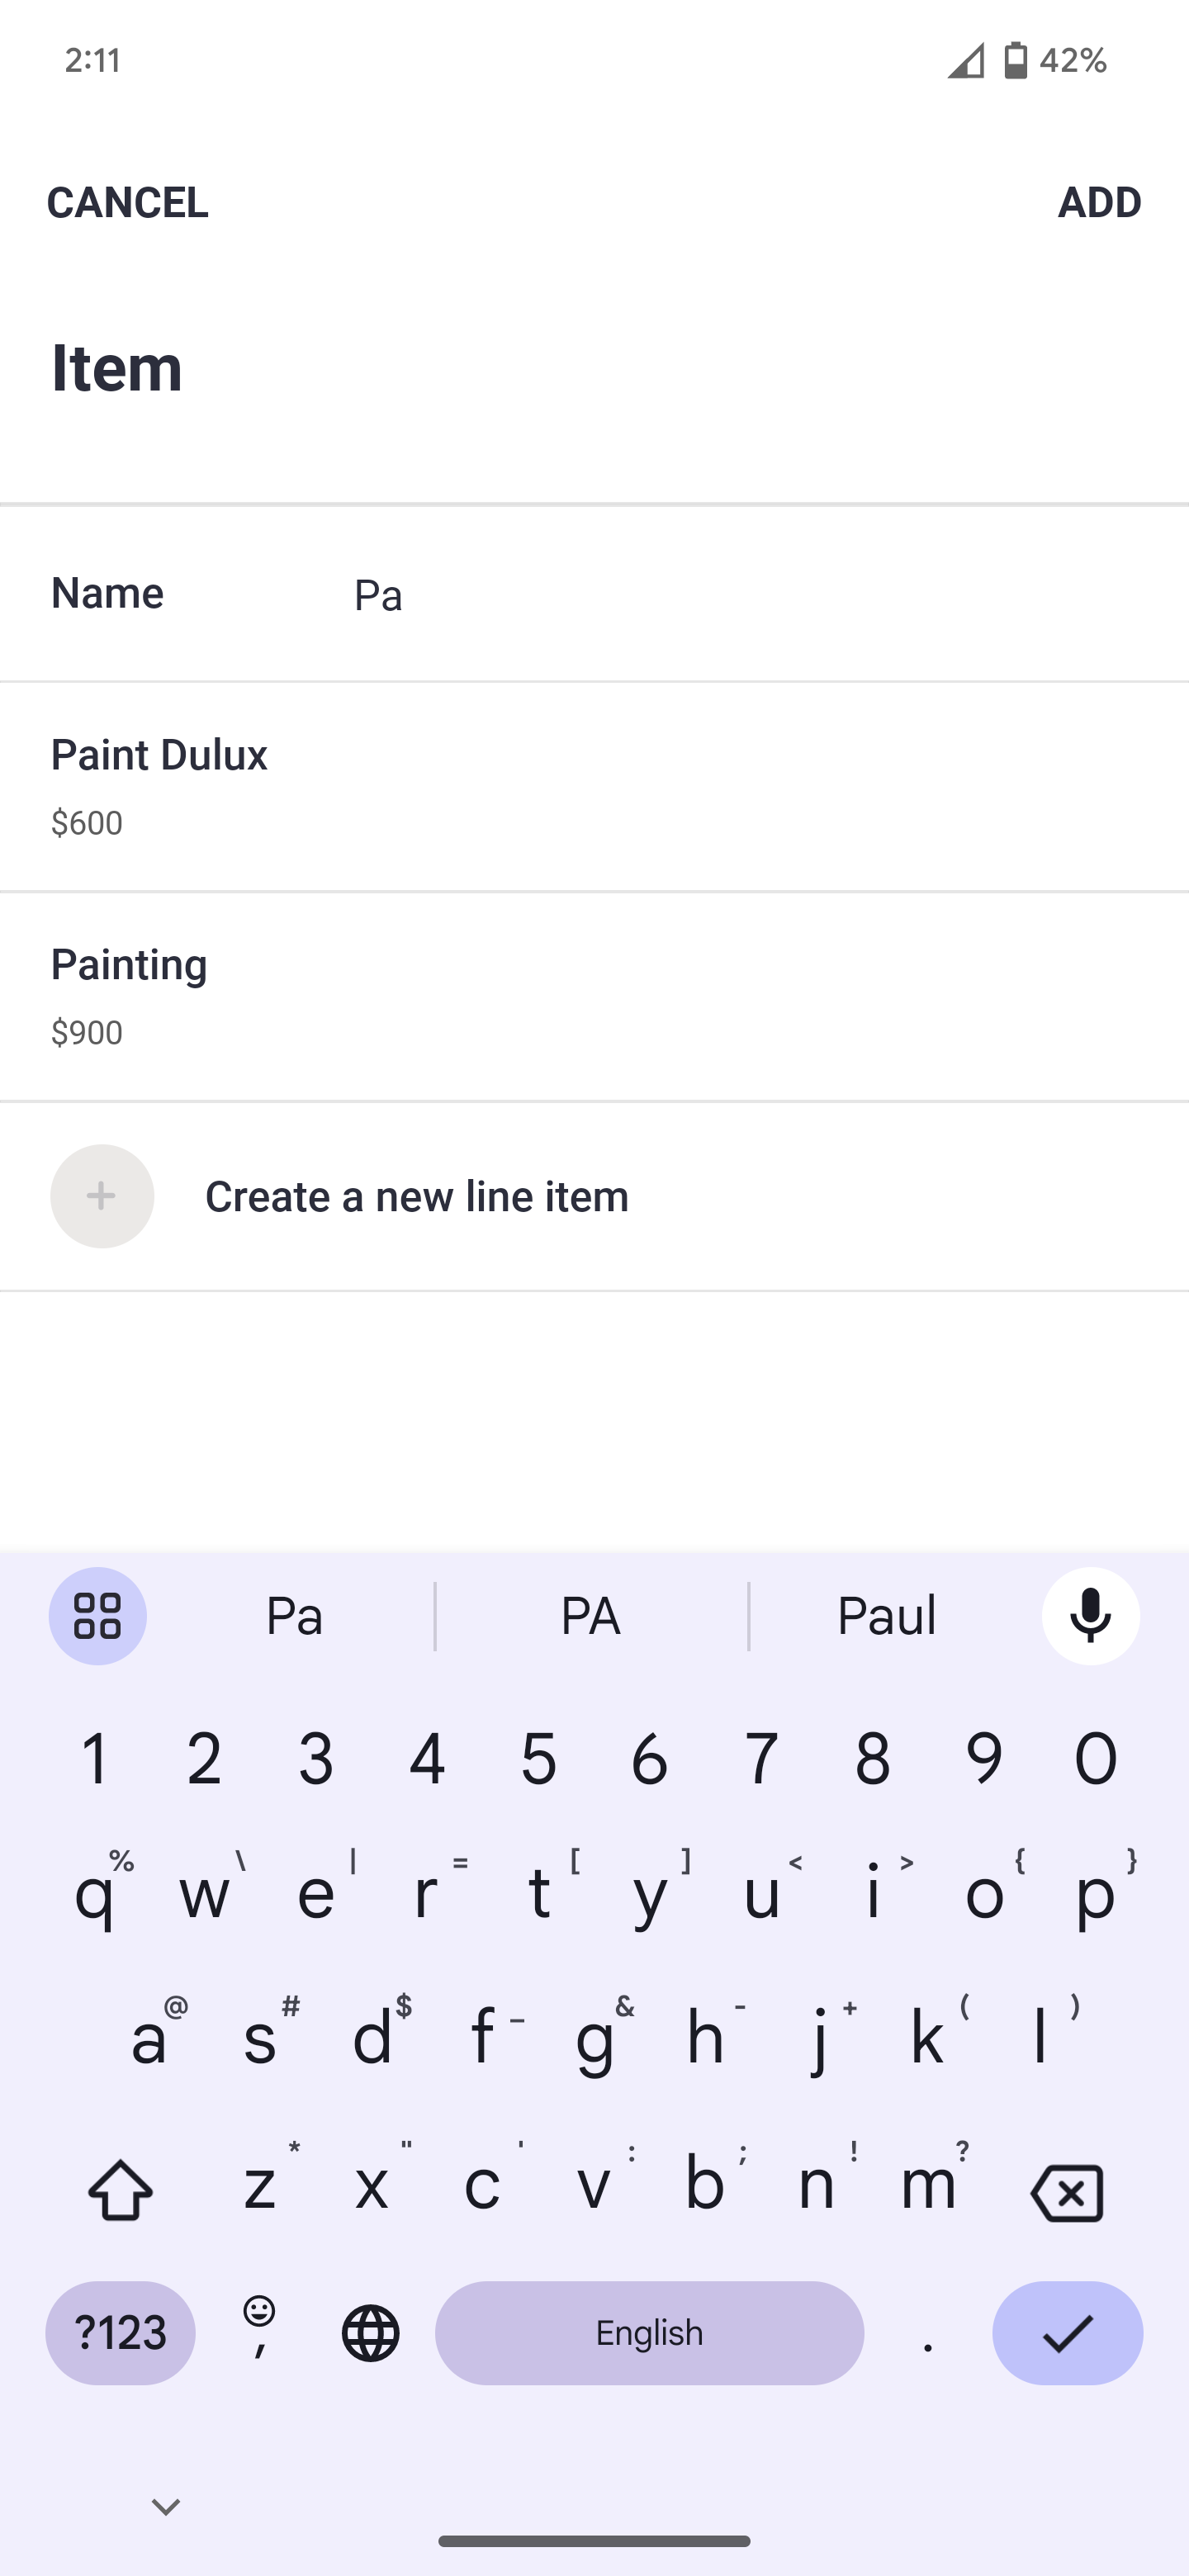 2:11 42%
CANCEL ADD
Item
Name Pa
Paint Dulux
$600
Painting
$900
+ Create a new line item
Pa PA Paul
1 2 3 4 5 6 7 8 9 0
q% w\ e| r= t[ y] u< i> o{ p}
a@ s# d$ f_ g& h- j+ k( l)
z* x" c' v: b; n! m?
?123 , English .